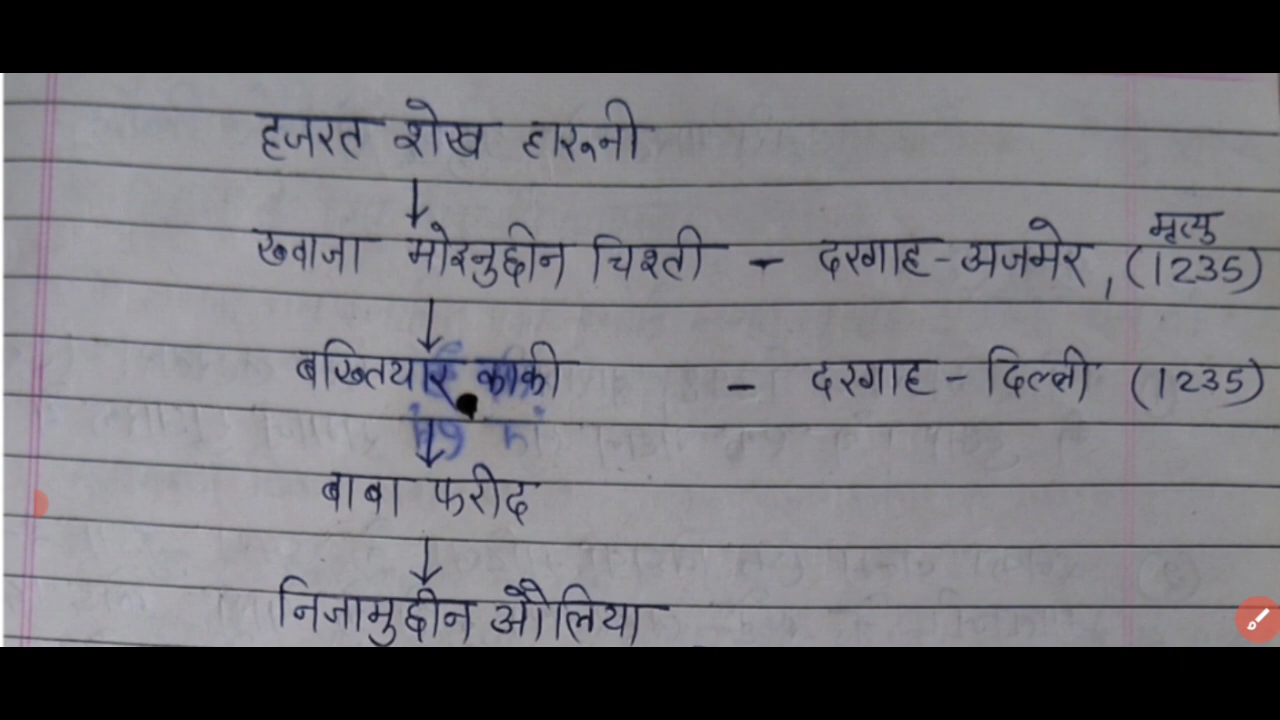 हजरत शेख हारूनी
↓
मृत्यु
ख्वाजा मोइनुद्दीन चिश्ती - दरगाह - अजमेर, (1235)
↓
बख्तियार काकी - दरगाह - दिल्ली (1235)
↓
बाबा फरीद
↓
निजामुद्दीन औलिया